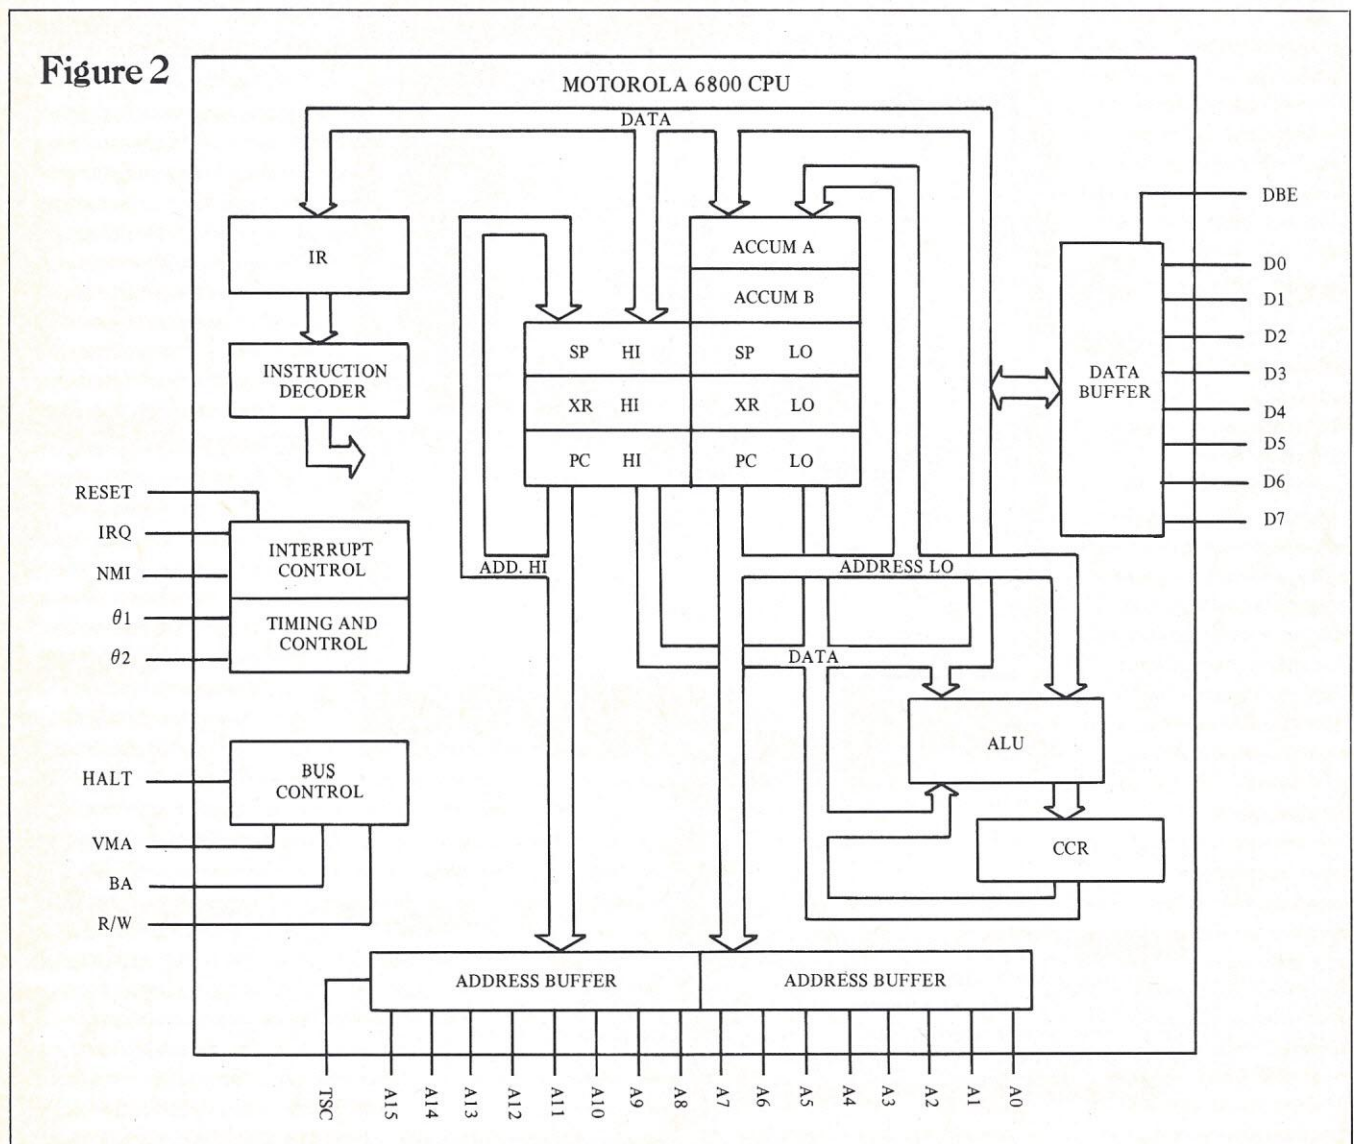 Figure 2
MOTOROLA 6800 CPU
DATA
DBE
IR
ACCUM A
ACCUM B
INSTRUCTION
DECODER
SP HI
SP LO
XR HI
XR LO
PC HI
PC LO
DATA
BUFFER
D0
D1
D2
D3
D4
D5
D6
D7
RESET
IRQ
NMI
θ1
θ2
INTERRUPT
CONTROL
TIMING AND
CONTROL
ADD. HI
ADDRESS LO
DATA
ALU
CCR
HALT
VMA
BA
R/W
BUS
CONTROL
ADDRESS BUFFER
ADDRESS BUFFER
TSC
A15
A14
A13
A12
A11
A10
A9
A8
A7
A6
A5
A4
A3
A2
A1
A0